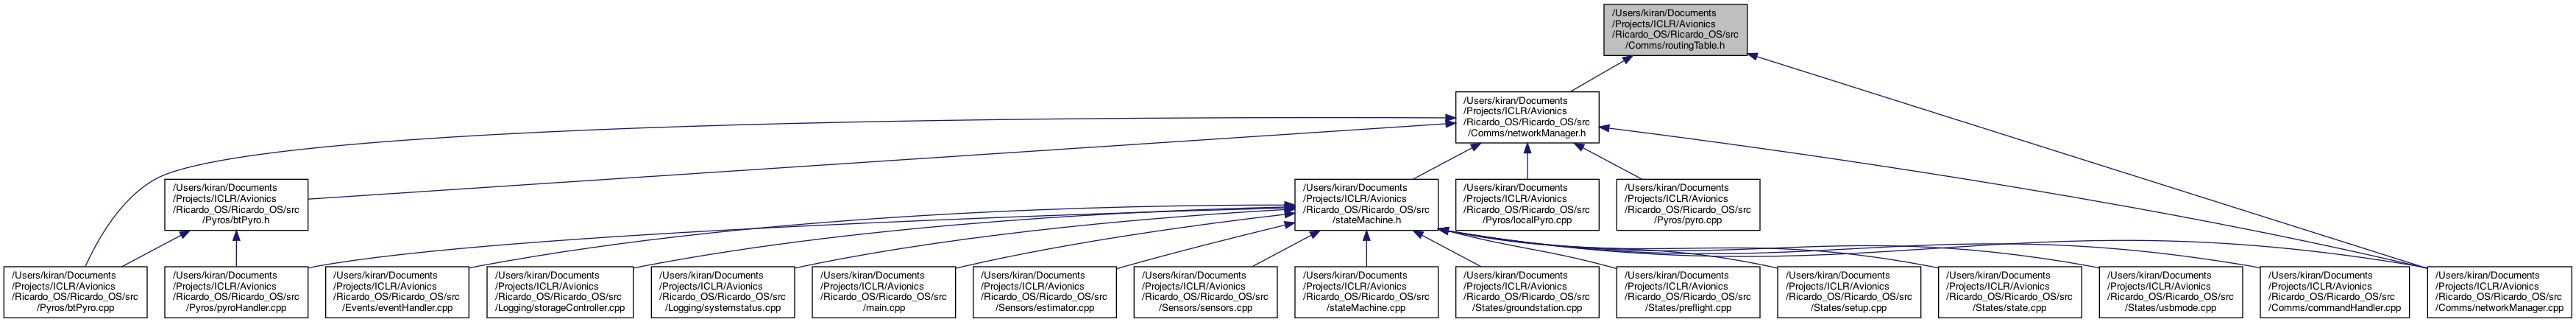 /Users/kiran/Documents
/Projects/ICLR/Avionics
/Ricardo_OS/Ricardo_OS/src
/Comms/routingTable.h
/Users/kiran/Documents
/Projects/ICLR/Avionics
/Ricardo_OS/Ricardo_OS/src
/Comms/networkManager.h
/Users/kiran/Documents
/Projects/ICLR/Avionics
/Ricardo_OS/Ricardo_OS/src
/Pyros/btPyro.h
/Users/kiran/Documents
/Projects/ICLR/Avionics
/Ricardo_OS/Ricardo_OS/src
/stateMachine.h
/Users/kiran/Documents
/Projects/ICLR/Avionics
/Ricardo_OS/Ricardo_OS/src
/Pyros/localPyro.cpp
/Users/kiran/Documents
/Projects/ICLR/Avionics
/Ricardo_OS/Ricardo_OS/src
/Pyros/pyro.cpp
/Users/kiran/Documents
/Projects/ICLR/Avionics
/Ricardo_OS/Ricardo_OS/src
/Pyros/btPyro.cpp
/Users/kiran/Documents
/Projects/ICLR/Avionics
/Ricardo_OS/Ricardo_OS/src
/Pyros/pyroHandler.cpp
/Users/kiran/Documents
/Projects/ICLR/Avionics
/Ricardo_OS/Ricardo_OS/src
/Events/eventHandler.cpp
/Users/kiran/Documents
/Projects/ICLR/Avionics
/Ricardo_OS/Ricardo_OS/src
/Logging/storageController.cpp
/Users/kiran/Documents
/Projects/ICLR/Avionics
/Ricardo_OS/Ricardo_OS/src
/Logging/systemstatus.cpp
/Users/kiran/Documents
/Projects/ICLR/Avionics
/Ricardo_OS/Ricardo_OS/src
/main.cpp
/Users/kiran/Documents
/Projects/ICLR/Avionics
/Ricardo_OS/Ricardo_OS/src
/Sensors/estimator.cpp
/Users/kiran/Documents
/Projects/ICLR/Avionics
/Ricardo_OS/Ricardo_OS/src
/Sensors/sensors.cpp
/Users/kiran/Documents
/Projects/ICLR/Avionics
/Ricardo_OS/Ricardo_OS/src
/stateMachine.cpp
/Users/kiran/Documents
/Projects/ICLR/Avionics
/Ricardo_OS/Ricardo_OS/src
/States/groundstation.cpp
/Users/kiran/Documents
/Projects/ICLR/Avionics
/Ricardo_OS/Ricardo_OS/src
/States/preflight.cpp
/Users/kiran/Documents
/Projects/ICLR/Avionics
/Ricardo_OS/Ricardo_OS/src
/States/setup.cpp
/Users/kiran/Documents
/Projects/ICLR/Avionics
/Ricardo_OS/Ricardo_OS/src
/States/state.cpp
/Users/kiran/Documents
/Projects/ICLR/Avionics
/Ricardo_OS/Ricardo_OS/src
/States/usbmode.cpp
/Users/kiran/Documents
/Projects/ICLR/Avionics
/Ricardo_OS/Ricardo_OS/src
/Comms/commandHandler.cpp
/Users/kiran/Documents
/Projects/ICLR/Avionics
/Ricardo_OS/Ricardo_OS/src
/Comms/networkManager.cpp